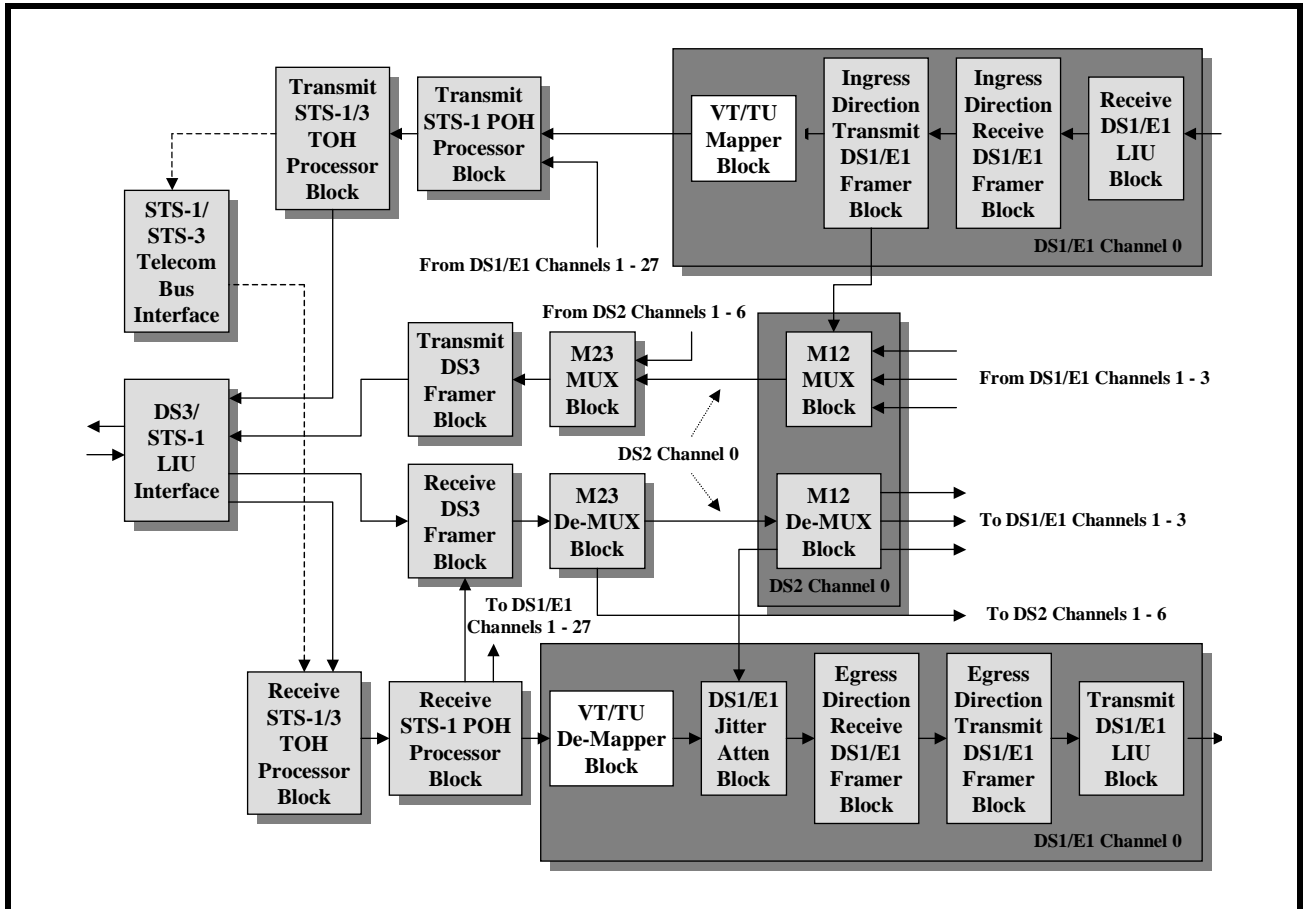 Transmit
STS-1/3
TOH
Processor
Block
Transmit
STS-1 POH
Processor
Block
VT/TU
Mapper
Block
Ingress
Direction
Transmit
DS1/E1
Framer
Block
Ingress
Direction
Receive
DS1/E1
Framer
Block
Receive
DS1/E1
LIU
Block
DS1/E1 Channel 0
STS-1/
STS-3
Telecom
Bus
Interface
From DS1/E1 Channels 1 - 27
From DS2 Channels 1 - 6
Transmit
DS3
Framer
Block
M23
MUX
Block
M12
MUX
Block
From DS1/E1 Channels 1 - 3
DS3/
STS-1
LIU
Interface
DS2 Channel 0
Receive
DS3
Framer
Block
M23
De-MUX
Block
M12
De-MUX
Block
To DS1/E1 Channels 1 - 3
DS2 Channel 0
To DS1/E1
Channels 1 - 27
To DS2 Channels 1 - 6
Receive
STS-1/3
TOH
Processor
Block
Receive
STS-1 POH
Processor
Block
VT/TU
De-Mapper
Block
DS1/E1
Jitter
Atten
Block
Egress
Direction
Receive
DS1/E1
Framer
Block
Egress
Direction
Transmit
DS1/E1
Framer
Block
Transmit
DS1/E1
LIU
Block
DS1/E1 Channel 0